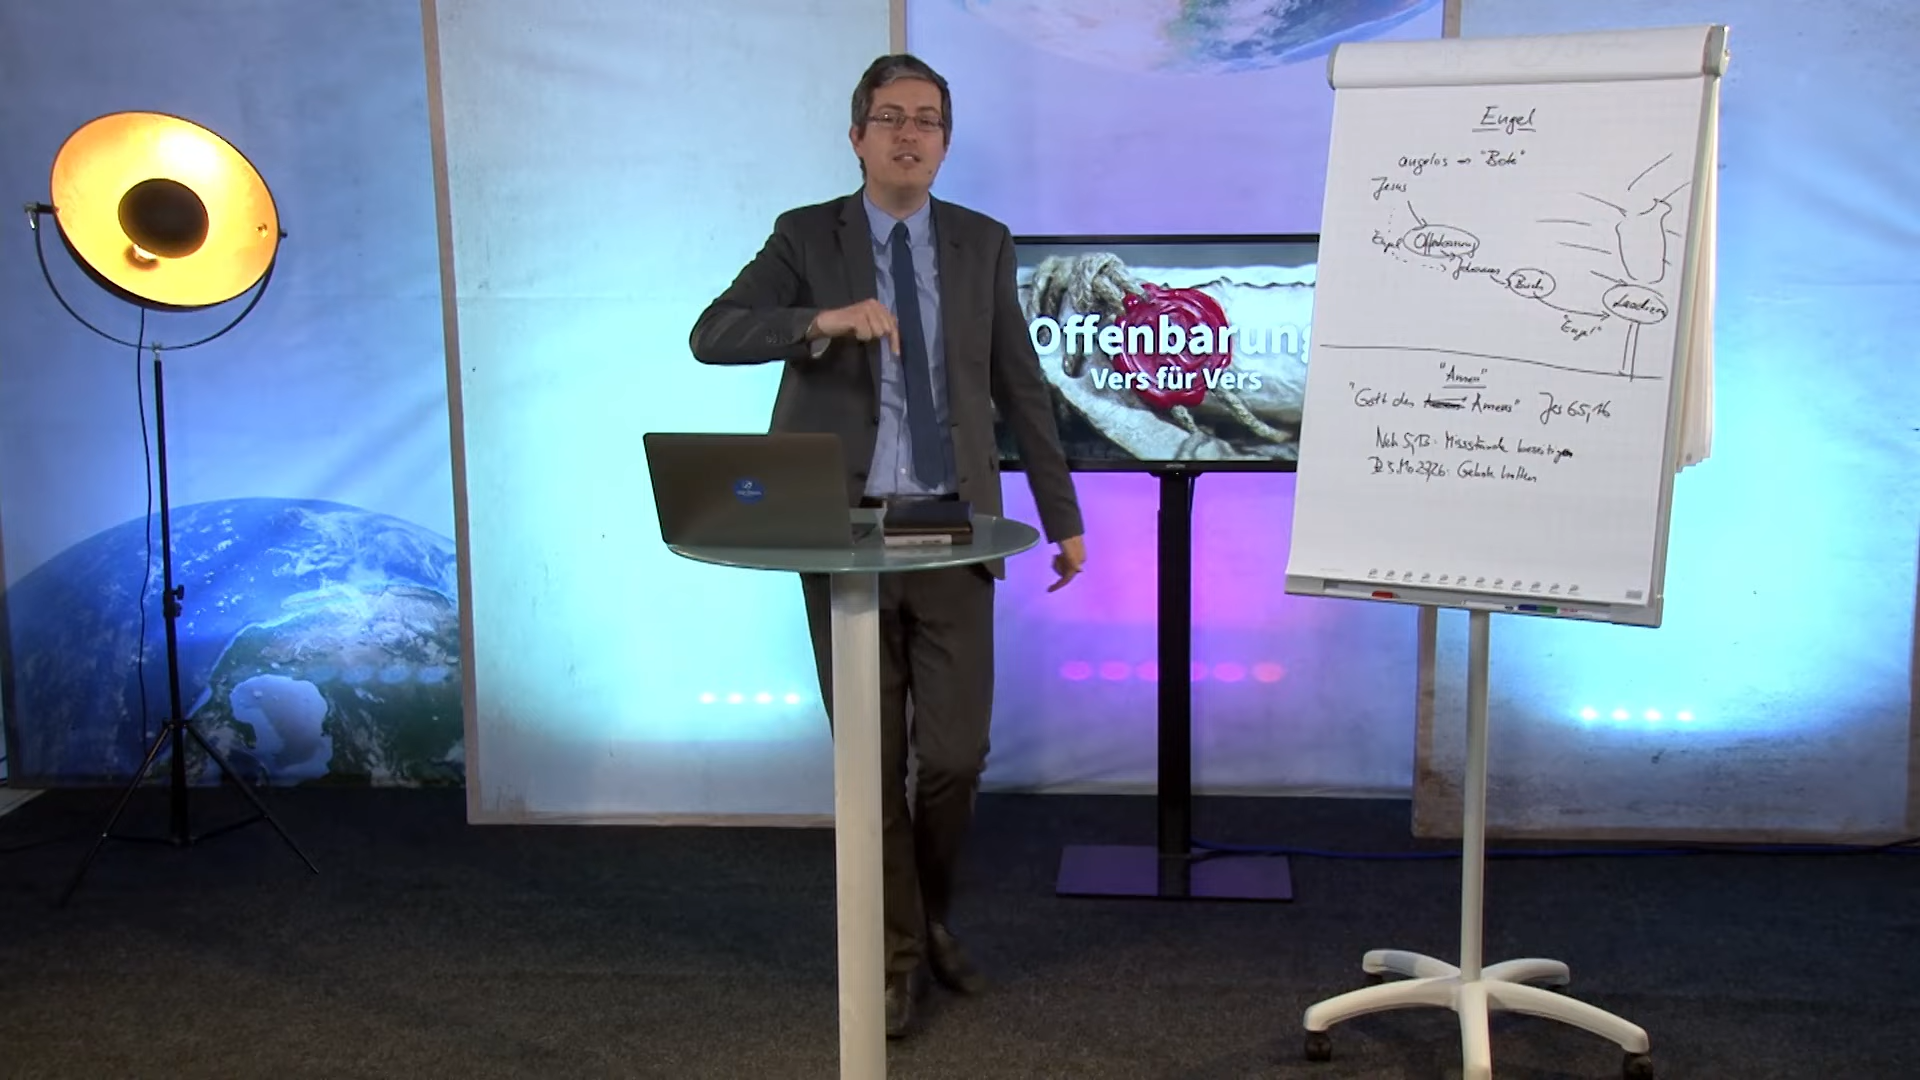 Engel
angelos → "Bote"
Jesus
Engel Offenbarung
Johannes
Buch
Laodizea
"Engel"
"Amen"
"Gott des Amens" Jes 65,16
Neh 5,13: Missstände beseitigen
5. Mo 27,26: Gebote halten
Offenbarung
Vers für Vers